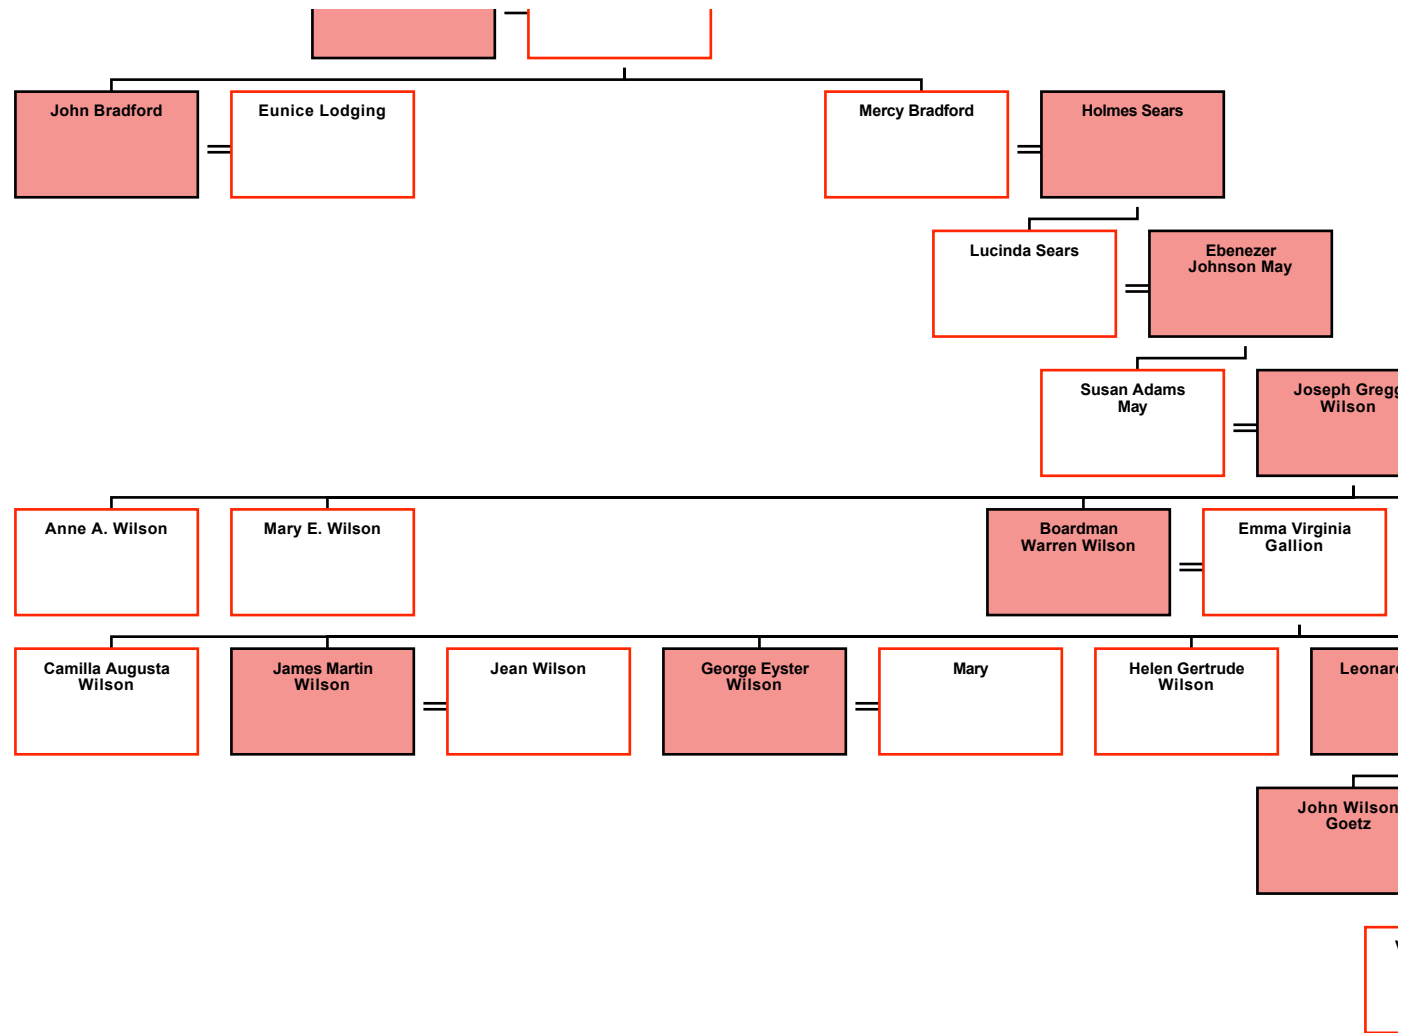 John Bradford
Eunice Lodging
Mercy Bradford
Holmes Sears
Lucinda Sears
Ebenezer
Johnson May
Susan Adams
May
Joseph Gregg
Wilson
Anne A. Wilson
Mary E. Wilson
Boardman
Warren Wilson
Emma Virginia
Gallion
Camilla Augusta
Wilson
James Martin
Wilson
Jean Wilson
George Eyster
Wilson
Mary
Helen Gertrude
Wilson
John Wilson
Goetz